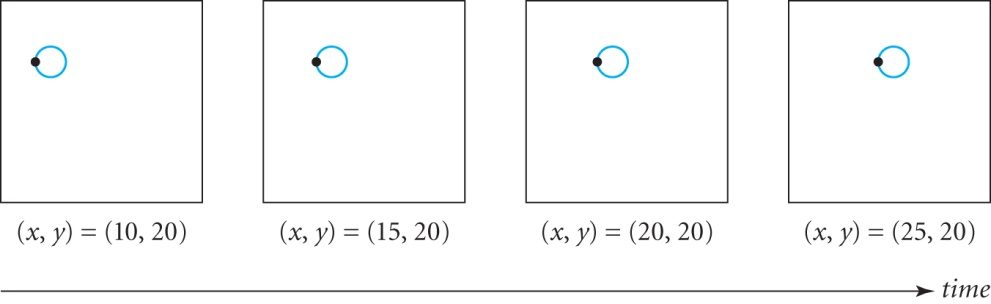 (x, y) = (10, 20)
(x, y) = (15, 20)
(x, y) = (20, 20)
(x, y) = (25, 20)
time